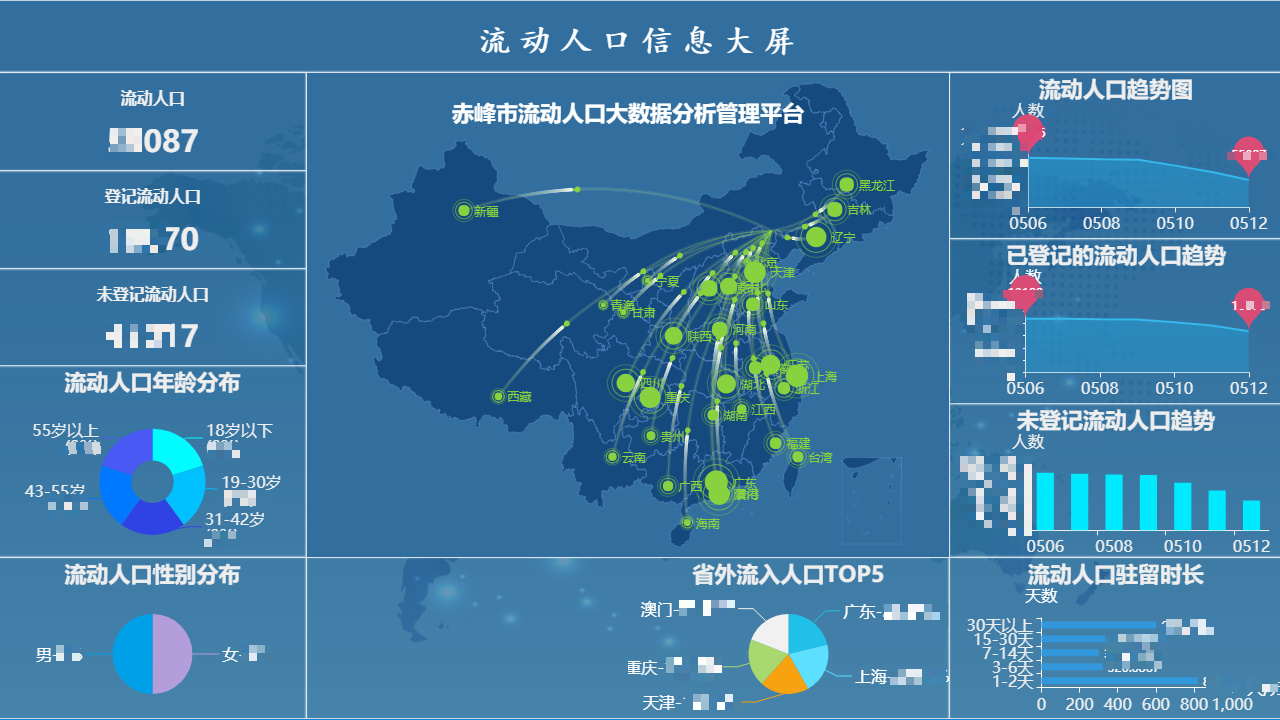 流动人口信息大屏
流动人口
087
登记流动人口
70
未登记流动人口
7
流动人口年龄分布
55岁以上
18岁以下
19-30岁
43-55岁
31-42岁
流动人口性别分布
男
女
赤峰市流动人口大数据分析管理平台
黑龙江
吉林
新疆
辽宁
天津
宁夏
青海
甘肃
山东
陕西
河南
四川
重庆
湖北
上海
浙江
西藏
湖南
江西
贵州
云南
福建
台湾
广西
广东
海南
省外流入人口TOP5
澳门-
广东-
重庆-
上海-
天津-
流动人口趋势图
人数
0506 0508 0510 0512
已登记的流动人口趋势
人数
0506 0508 0510 0512
未登记流动人口趋势
人数
0506 0508 0510 0512
流动人口驻留时长
天数
30天以上
15-30天
7-14天
3-6天
1-2天
0 200 400 600 800 1,000